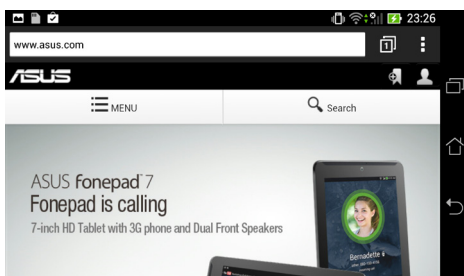 23:26
www.asus.com
1
ASUS
MENU
Search
ASUS fonepad 7
Fonepad is calling
7-inch HD Tablet with 3G phone and Dual Front Speakers
Bernadette